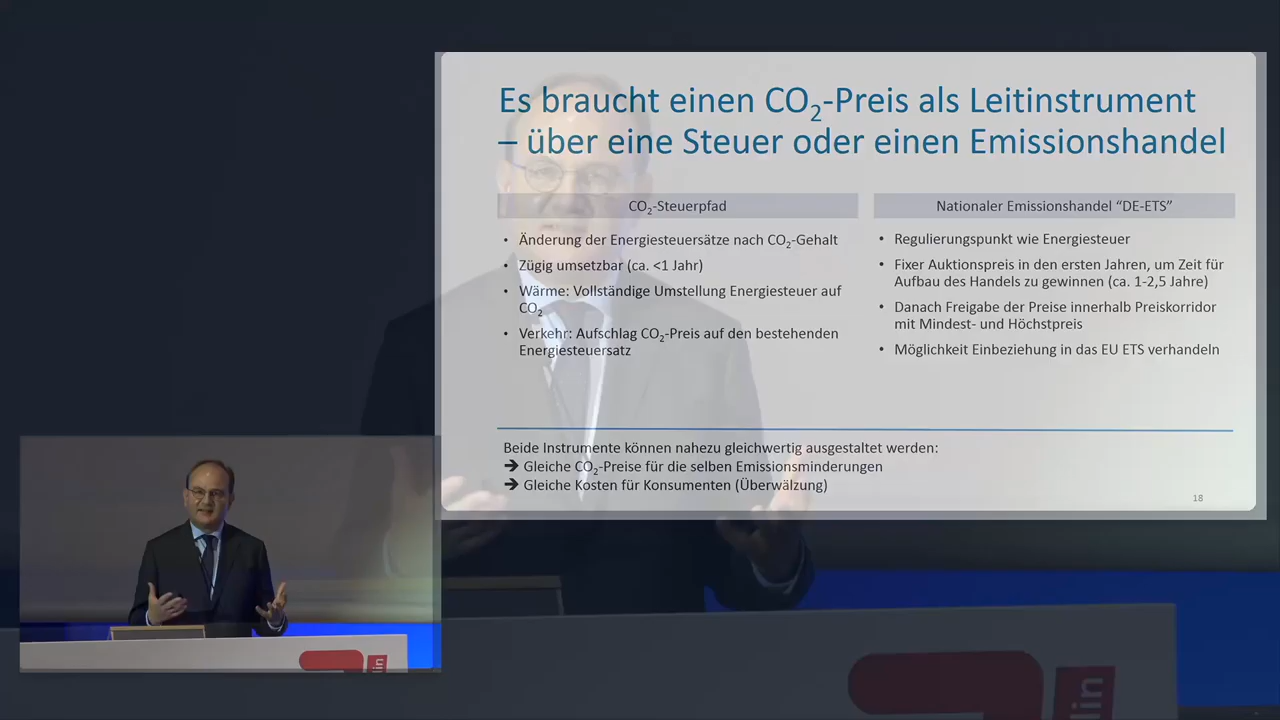 Es braucht einen CO₂-Preis als Leitinstrument
– über eine Steuer oder einen Emissionshandel
CO₂-Steuerpfad
• Änderung der Energiesteuersätze nach CO₂-Gehalt
• Zügig umsetzbar (ca. <1 Jahr)
• Wärme: Vollständige Umstellung Energiesteuer auf
CO₂
• Verkehr: Aufschlag CO₂-Preis auf den bestehenden
Energiesteuersatz
Nationaler Emissionshandel “DE-ETS”
• Regulierungspunkt wie Energiesteuer
• Fixer Auktionspreis in den ersten Jahren, um Zeit für
Aufbau des Handels zu gewinnen (ca. 1-2,5 Jahre)
• Danach Freigabe der Preise innerhalb Preiskorridor
mit Mindest- und Höchstpreis
• Möglichkeit Einbeziehung in das EU ETS verhandeln
Beide Instrumente können nahezu gleichwertig ausgestaltet werden:
➔ Gleiche CO₂-Preise für die selben Emissionsminderungen
➔ Gleiche Kosten für Konsumenten (Überwälzung)
18
lin
lin